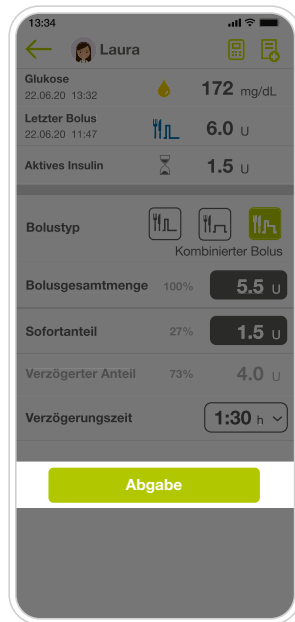 13:34
Laura
Glukose
22.06.20 13:32
172 mg/dL
Letzter Bolus
22.06.20 11:47
6.0 U
Aktives Insulin
1.5 U
Bolustyp
Kombinierter Bolus
Bolusgesamtmenge 100% 5.5 U
Sofortanteil 27% 1.5 U
Verzögerter Anteil 73% 4.0 U
Verzögerungszeit 1:30 h
Abgabe